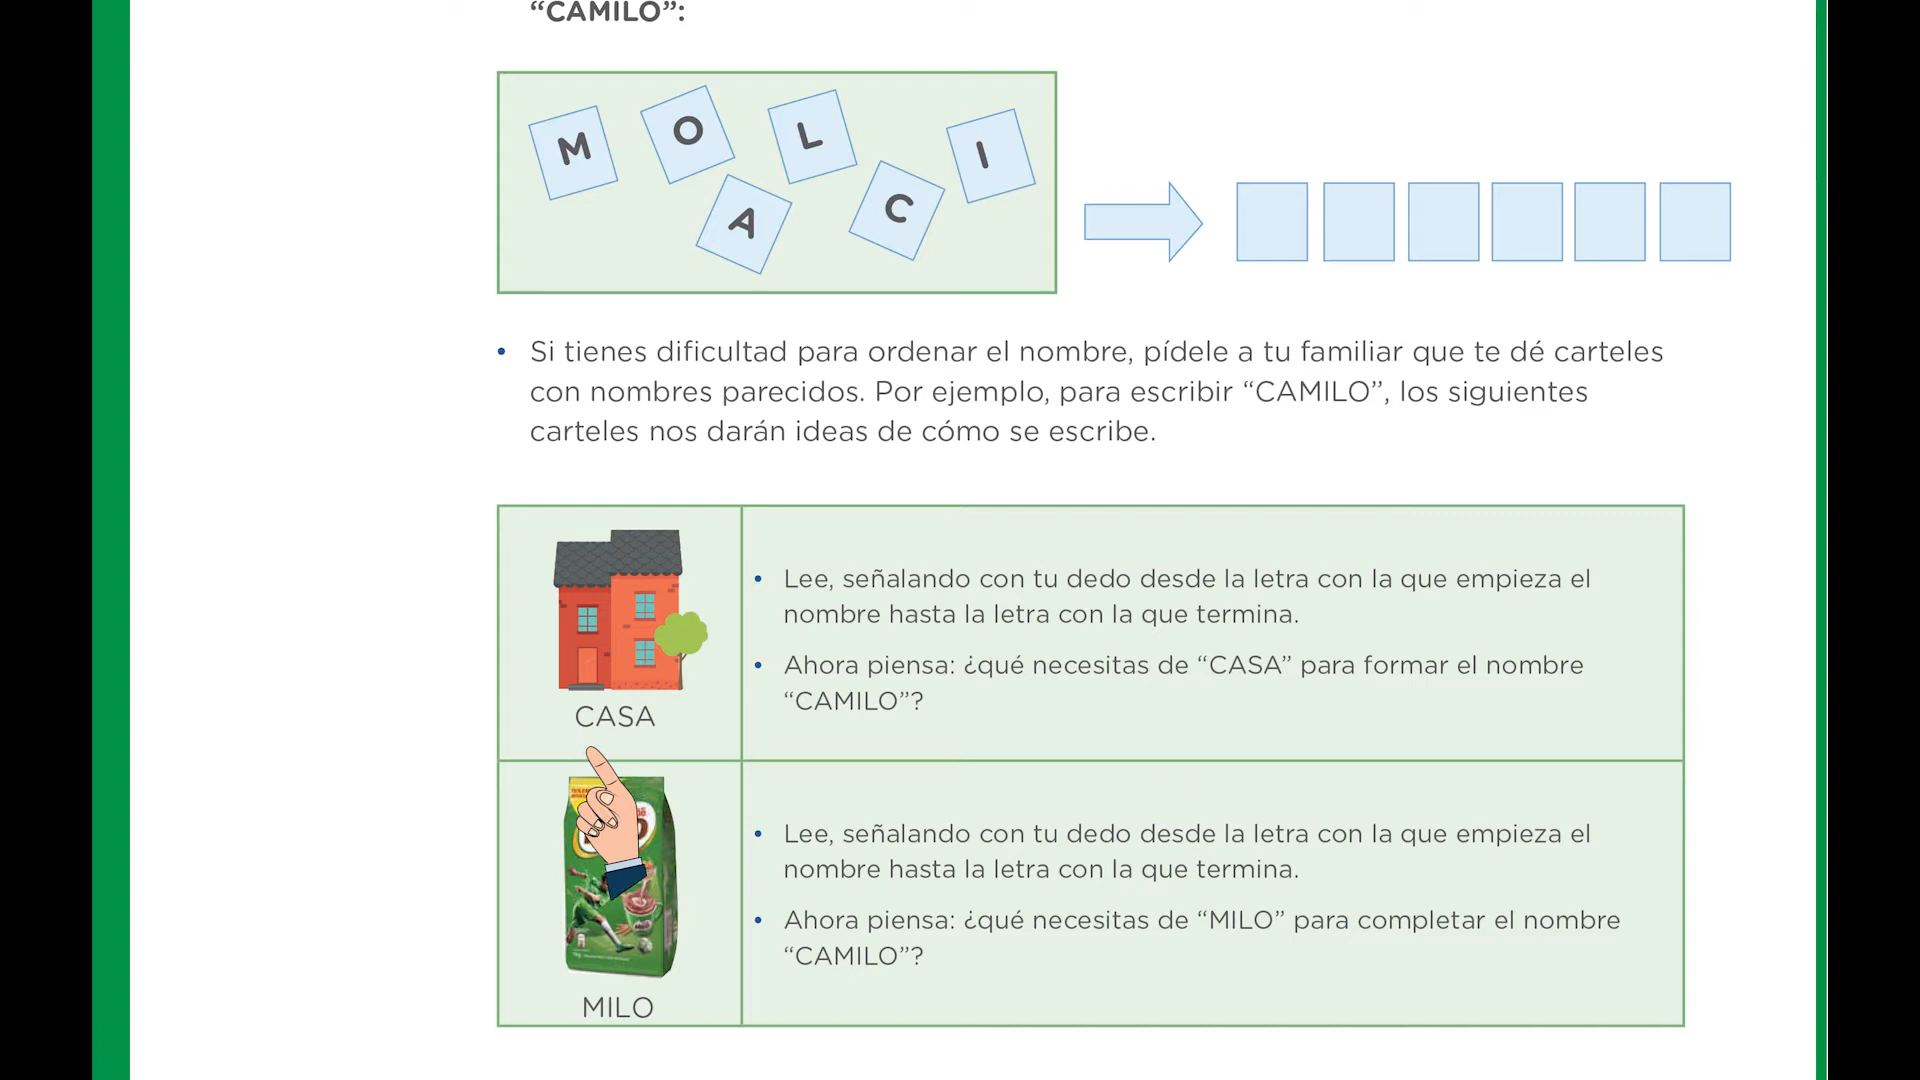 “CAMILO”:
M
O
L
I
A
C
• Si tienes dificultad para ordenar el nombre, pídele a tu familiar que te dé carteles
con nombres parecidos. Por ejemplo, para escribir “CAMILO”, los siguientes
carteles nos darán ideas de cómo se escribe.
CASA
• Lee, señalando con tu dedo desde la letra con la que empieza el
nombre hasta la letra con la que termina.
• Ahora piensa: ¿qué necesitas de “CASA” para formar el nombre
“CAMILO”?
MILO
• Lee, señalando con tu dedo desde la letra con la que empieza el
nombre hasta la letra con la que termina.
• Ahora piensa: ¿qué necesitas de “MILO” para completar el nombre
“CAMILO”?